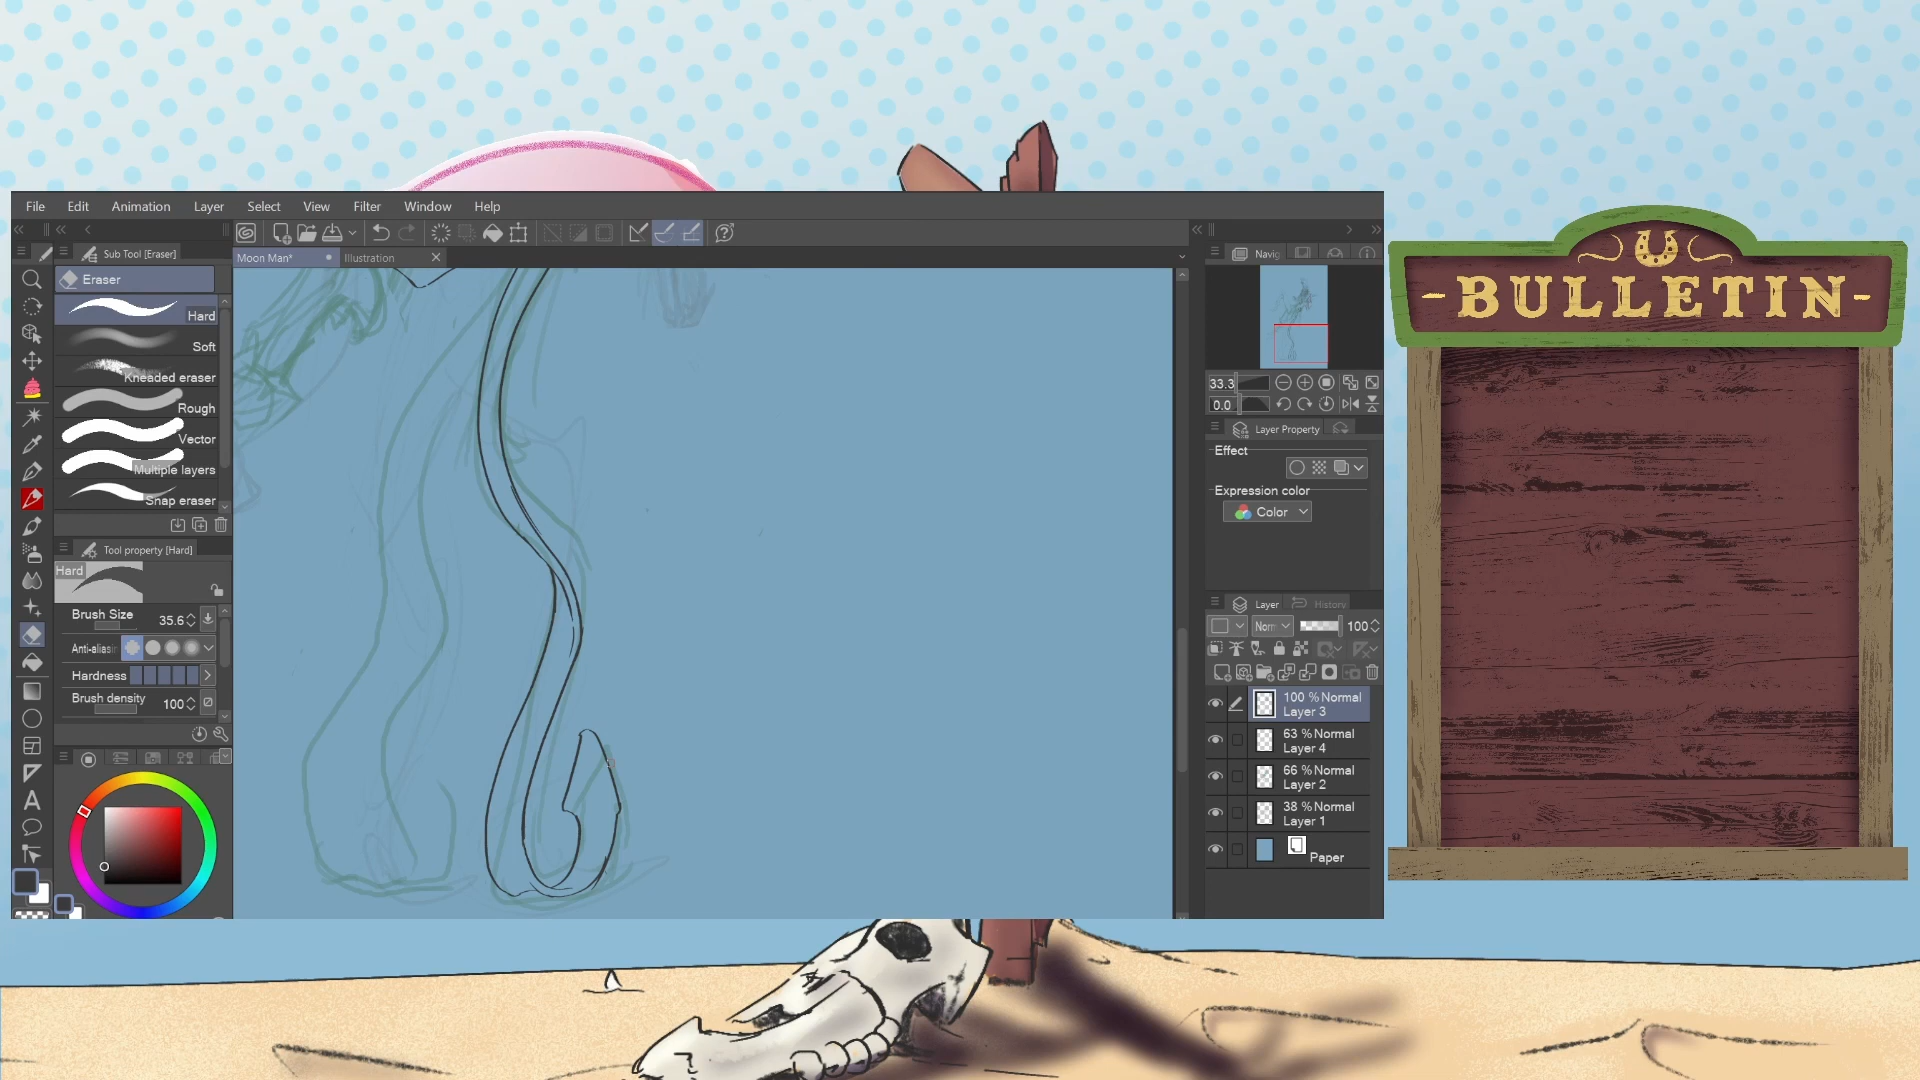 File Edit Animation Layer Select View Filter Window Help
Sub Tool [Eraser]
Moon Man*
Illustration
Navig
Eraser
Hard
Soft
Kneaded eraser
Rough
Vector
Multiple layers
Snap eraser
Tool property [Hard]
Hard
Brush Size 35.6
Anti-aliasin
Hardness
Brush density 100
33.3
0.0
Layer Property
Effect
Expression color
Color
Layer History
Norm 100
100 % Normal
Layer 3
63 % Normal
Layer 4
66 % Normal
Layer 2
38 % Normal
Layer 1
Paper
-BULLETIN-